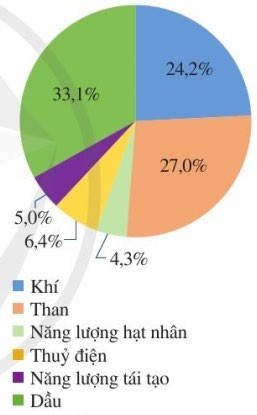 24,2%
33,1%
27,0%
5,0%
6,4%
4,3%
Khí
Than
Năng lượng hạt nhân
Thuỷ điện
Năng lượng tái tạo
Dầu